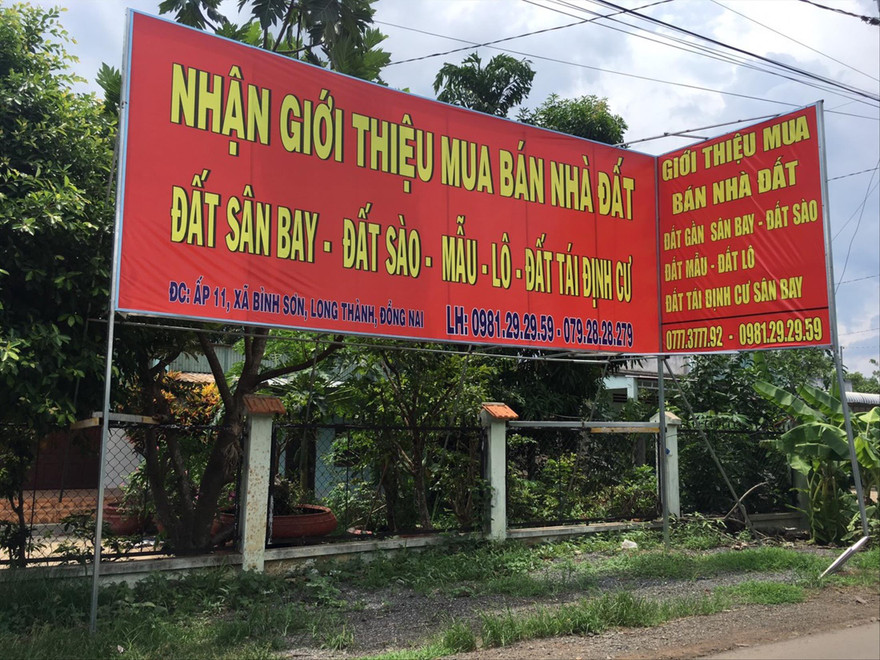 NHẬN GIỚI THIỆU MUA BÁN NHÀ ĐẤT
ĐẤT SÂN BAY - ĐẤT SÀO - MẪU - LÔ - ĐẤT TÁI ĐỊNH CƯ
ĐC: ẤP 11, XÃ BÌNH SƠN, LONG THÀNH, ĐỒNG NAI
LH: 0981.29.29.59 - 079.28.28.279
GIỚI THIỆU MUA
BÁN NHÀ ĐẤT
ĐẤT GẦN SÂN BAY - ĐẤT SÀO
ĐẤT MẪU - ĐẤT LÔ
ĐẤT TÁI ĐỊNH CƯ SÂN BAY
0777.3777.92 - 0981.29.29.59